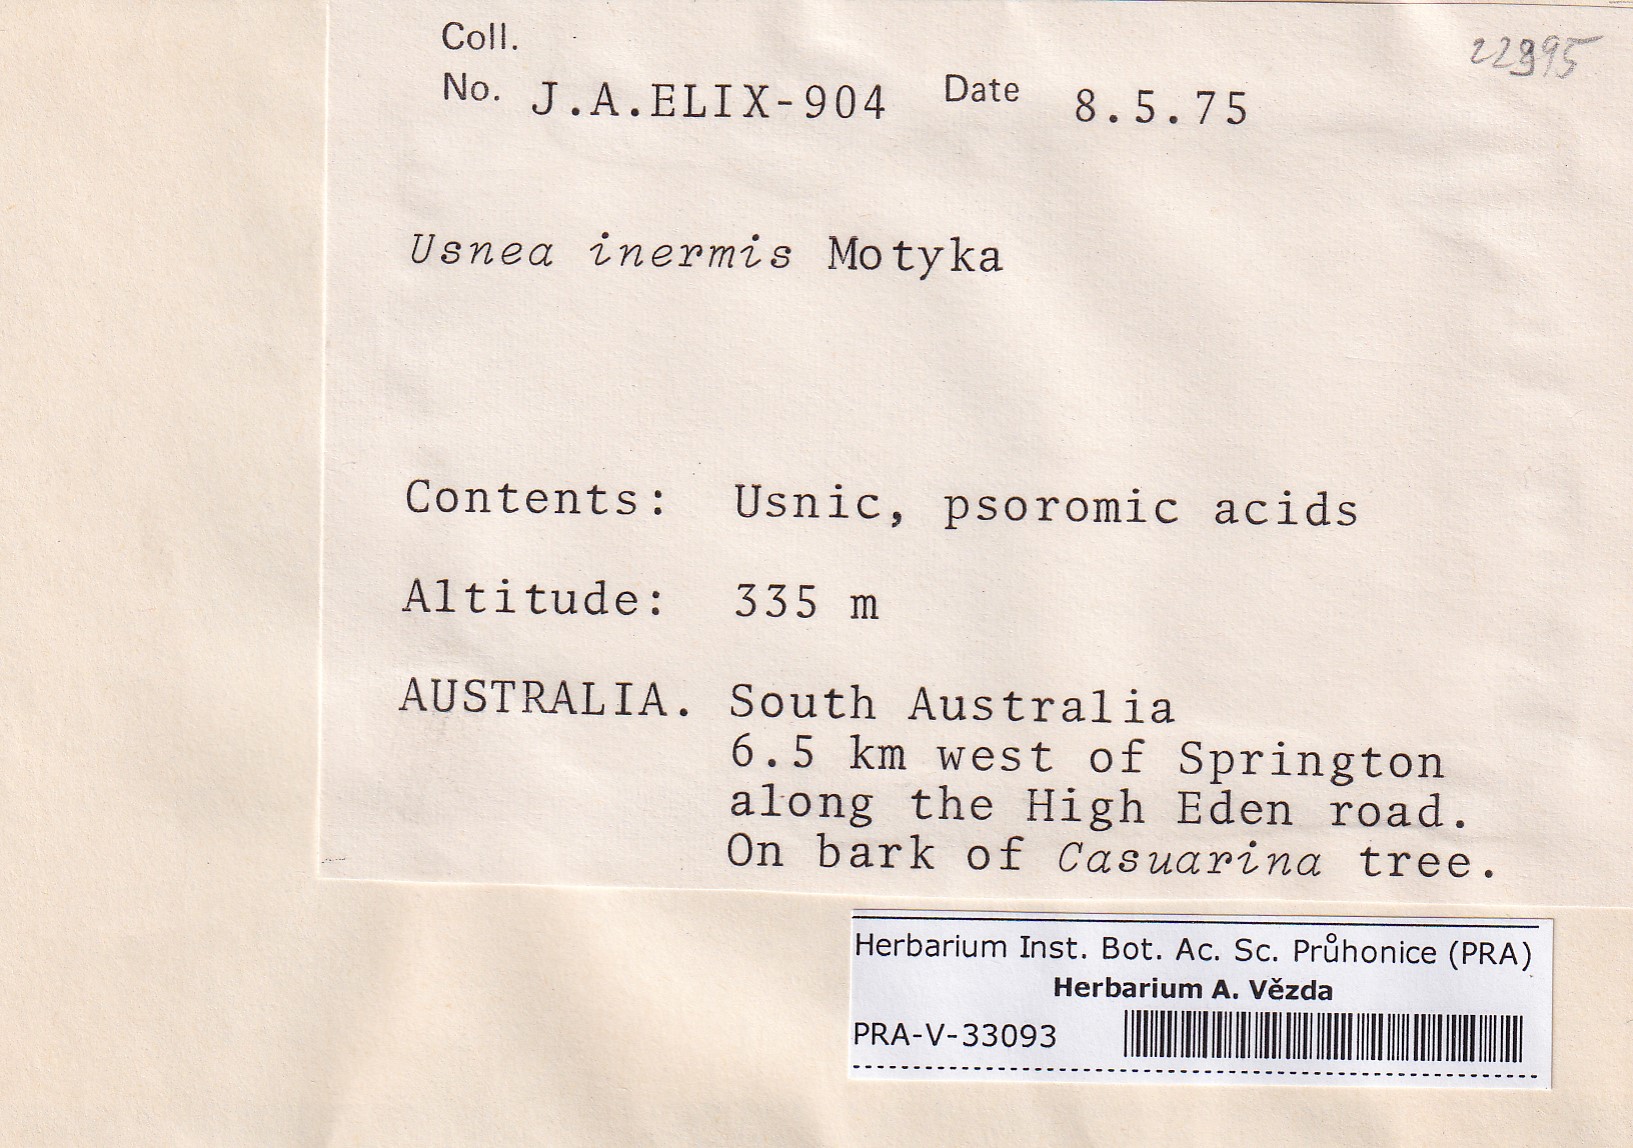 22995
Coll.
No. J.A.ELIX-904 Date 8.5.75
Usnea inermis Motyka
Contents: Usnic, psoromic acids
Altitude: 335 m
AUSTRALIA. South Australia
6.5 km west of Springton
along the High Eden road.
On bark of Casuarina tree.
Herbarium Inst. Bot. Ac. Sc. Průhonice (PRA)
Herbarium A. Vězda
PRA-V-33093